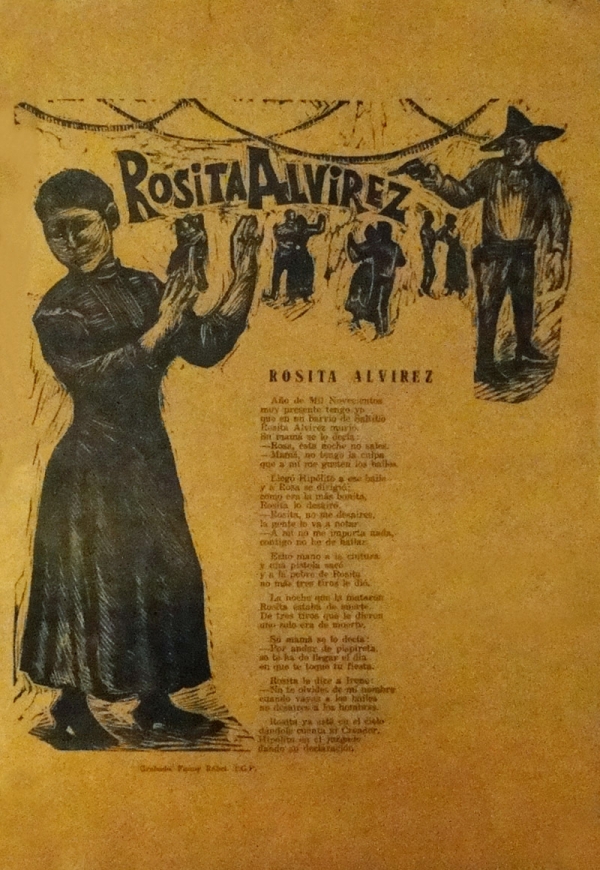 ROSITA ALVIREZ
ROSITA ALVIREZ
Año de Mil Novecientos
muy presente tengo yo
que en un barrio de Saltillo
Rosita Alvirez murió.
Su mamá se lo decía:
—Rosa, ésta noche no sales.
—Mamá, no tengo la culpa
que a mí me gusten los bailes.
Llegó Hipólito a ese baile
y a Rosa se dirigió;
como era la más bonita,
Rosita lo desairó.
—Rosita, no me desaires,
la gente lo va a notar.
—A mí no me importa nada,
contigo no he de bailar.
Echó mano a la cintura
y una pistola sacó
y a la pobre de Rosita
no más tres tiros le dió.
La noche que la mataron
Rosita estaba de suerte.
De tres tiros que le dieron
uno solo era de muerte.
Su mamá se lo decía:
—Por andar de pispireta,
se te ha de llegar el día
en que te toque tu fiesta.
Rosita le dice a Irene:
—No te olvides de mi nombre
cuando vayas a los bailes
no desaires a los hombres.
Rosita ya está en el cielo
dándole cuenta al Creador,
Hipólito en el juzgado
dando su declaración.
Grabado: Fanny Rabel T.G.P.